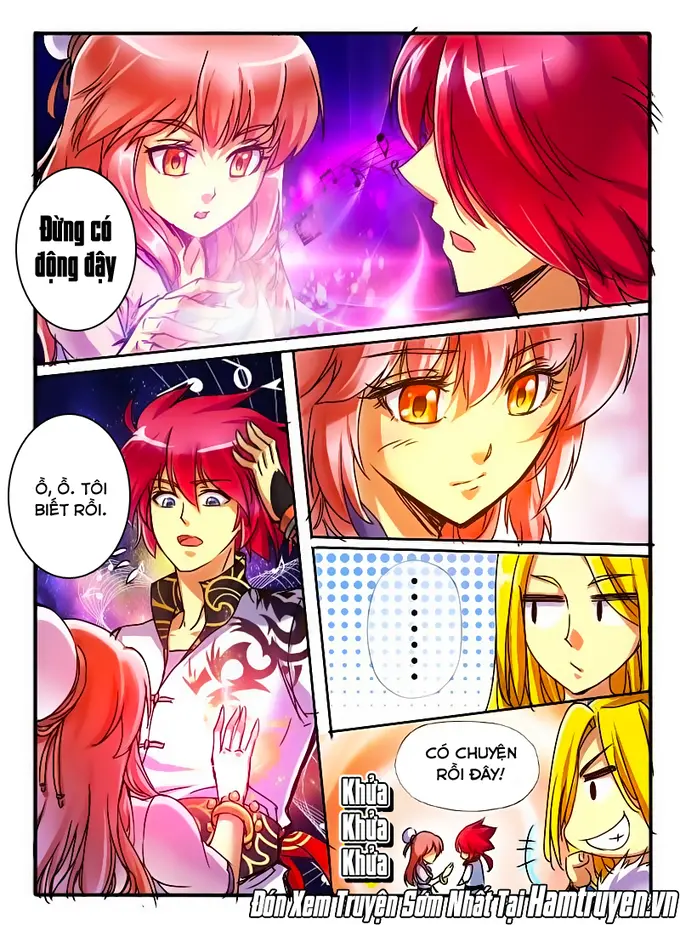 Đừng có
động đậy
Ồ, Ồ. TÔI
BIẾT RỒI.
......
CÓ CHUYỆN
RỒI ĐÂY!
Khửa
Khửa
Khửa
Đón Xem Truyện Sớm Nhất Tại Hamtruyen.vn